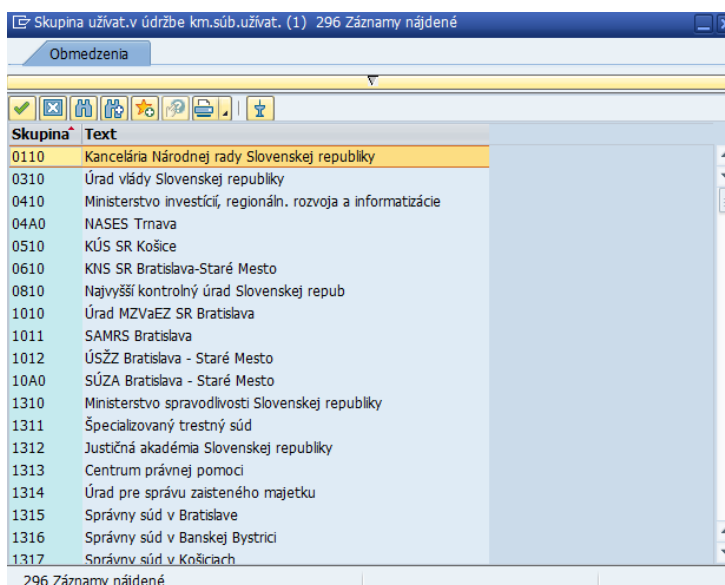 Skupina užívat.v údržbe km.súb.užívat. (1) 296 Záznamy nájdené
Obmedzenia
Skupina Text
0110 Kancelária Národnej rady Slovenskej republiky
0310 Úrad vlády Slovenskej republiky
0410 Ministerstvo investícií, regionáln. rozvoja a informatizácie
04A0 NASES Trnava
0510 KÚS SR Košice
0610 KNS SR Bratislava-Staré Mesto
0810 Najvyšší kontrolný úrad Slovenskej repub
1010 Úrad MZVaEZ SR Bratislava
1011 SAMRS Bratislava
1012 ÚSŽZ Bratislava - Staré Mesto
10A0 SÚZA Bratislava - Staré Mesto
1310 Ministerstvo spravodlivosti Slovenskej republiky
1311 Špecializovaný trestný súd
1312 Justičná akadémia Slovenskej republiky
1313 Centrum právnej pomoci
1314 Úrad pre správu zaisteného majetku
1315 Správny súd v Bratislave
1316 Správny súd v Banskej Bystrici
1317 Správny súd v Košiciach
296 Záznamy nájdené